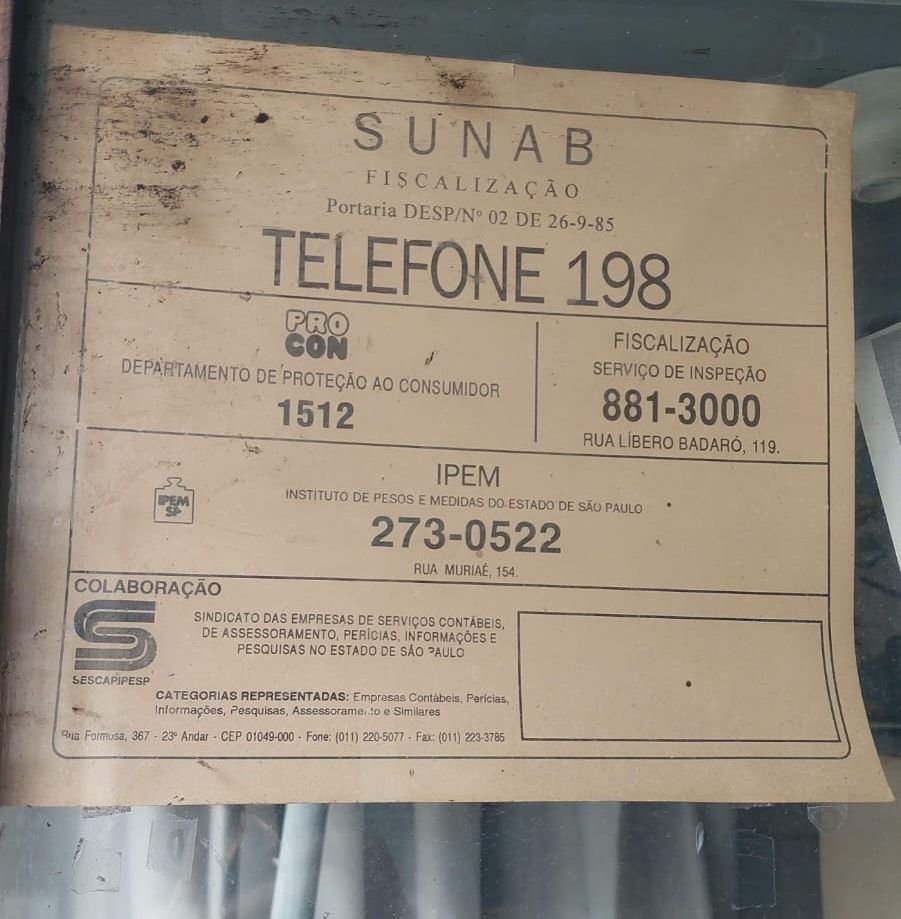 SUNAB
FISCALIZAÇÃO
Portaria DESP/Nº 02 DE 26-9-85
TELEFONE 198
PRO
CON
DEPARTAMENTO DE PROTEÇÃO AO CONSUMIDOR
1512
FISCALIZAÇÃO
SERVIÇO DE INSPEÇÃO
881-3000
RUA LÍBERO BADARÓ, 119.
IPEM
INSTITUTO DE PESOS E MEDIDAS DO ESTADO DE SÃO PAULO
273-0522
RUA MURIAÉ, 154.
IPEM
SP
COLABORAÇÃO
SESCAPIPESP
SINDICATO DAS EMPRESAS DE SERVIÇOS CONTÁBEIS,
DE ASSESSORAMENTO, PERÍCIAS, INFORMAÇÕES E
PESQUISAS NO ESTADO DE SÃO PAULO
CATEGORIAS REPRESENTADAS: Empresas Contábeis, Perícias,
Informações, Pesquisas, Assessoramento e Similares
Rua Formosa, 367 - 23º Andar - CEP 01049-000 - Fone: (011) 220-5077 - Fax: (011) 223-3785